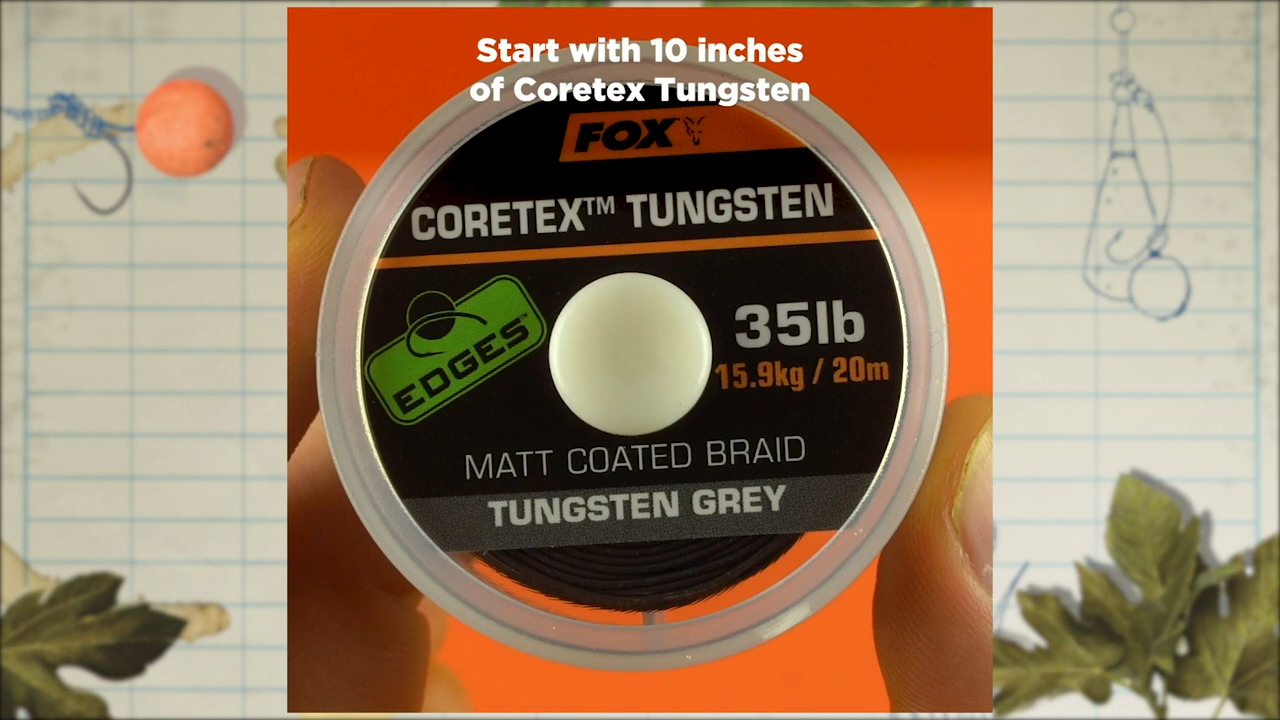 Start with 10 inches
of Coretex Tungsten
FOX
CORETEX™ TUNGSTEN
EDGES™
35lb
15.9kg / 20m
MATT COATED BRAID
TUNGSTEN GREY